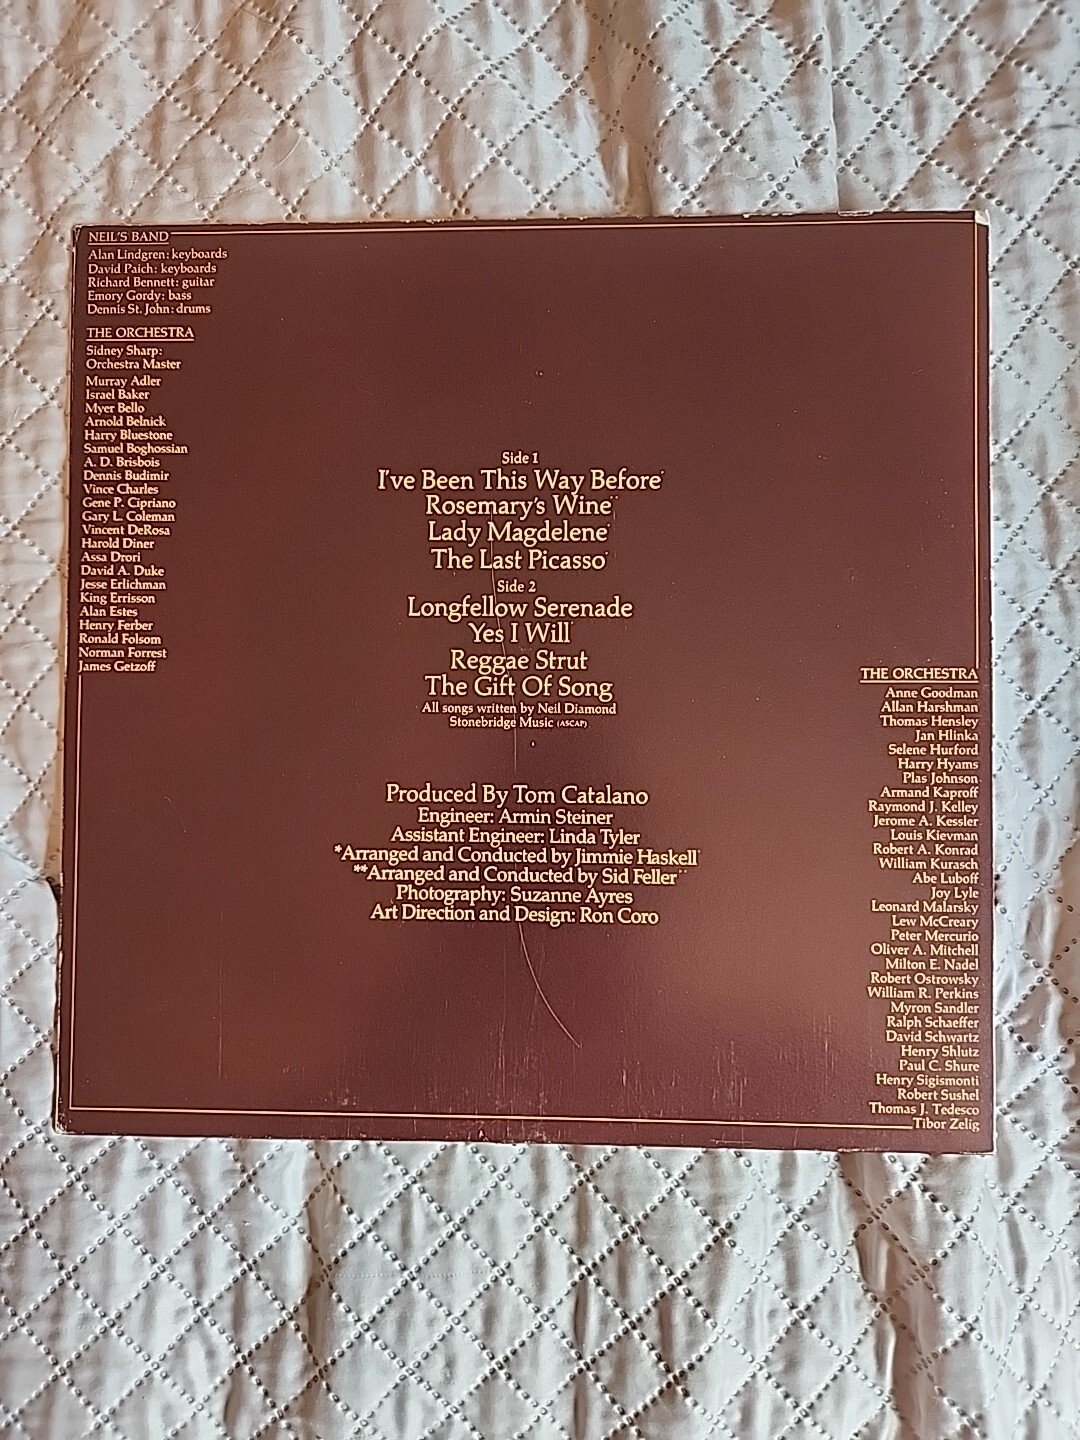 NEIL'S BAND
Alan Lindgren: keyboards
David Paich: keyboards
Richard Bennett: guitar
Emory Gordy: bass
Dennis St. John: drums
THE ORCHESTRA
Sidney Sharp:
Orchestra Master
Murray Adler
Israel Baker
Myer Bello
Arnold Belnick
Harry Bluestone
Samuel Boghossian
A. D. Brisbois
Dennis Budimir
Vince Charles
Gene P. Cipriano
Gary L. Coleman
Vincent DeRosa
Harold Diner
Assa Drori
David A. Duke
Jesse Erlichman
King Errisson
Alan Estes
Henry Ferber
Ronald Folsom
Norman Forrest
James Getzoff
Side 1
I've Been This Way Before*
Rosemary's Wine**
Lady Magdelene*
The Last Picasso*
Side 2
Longfellow Serenade
Yes I Will*
Reggae Strut
The Gift Of Song
All songs written by Neil Diamond
Stonebridge Music (ASCAP)
Produced By Tom Catalano
Engineer: Armin Steiner
Assistant Engineer: Linda Tyler
*Arranged and Conducted by Jimmie Haskell*
**Arranged and Conducted by Sid Feller**
Photography: Suzanne Ayres
Art Direction and Design: Ron Coro
THE ORCHESTRA
Anne Goodman
Allan Harshman
Thomas Hensley
Jan Hlinka
Selene Hurford
Harry Hyams
Plas Johnson
Armand Kaproff
Raymond J. Kelley
Jerome A. Kessler
Louis Kievman
Robert A. Konrad
William Kurasch
Abe Luboff
Joy Lyle
Leonard Malarsky
Lew McCreary
Peter Mercurio
Oliver A. Mitchell
Milton E. Nadel
Robert Ostrowsky
William R. Perkins
Myron Sandler
Ralph Schaeffer
David Schwartz
Henry Shlutz
Paul C. Shure
Henry Sigismonti
Robert Sushel
Thomas J. Tedesco
Tibor Zelig